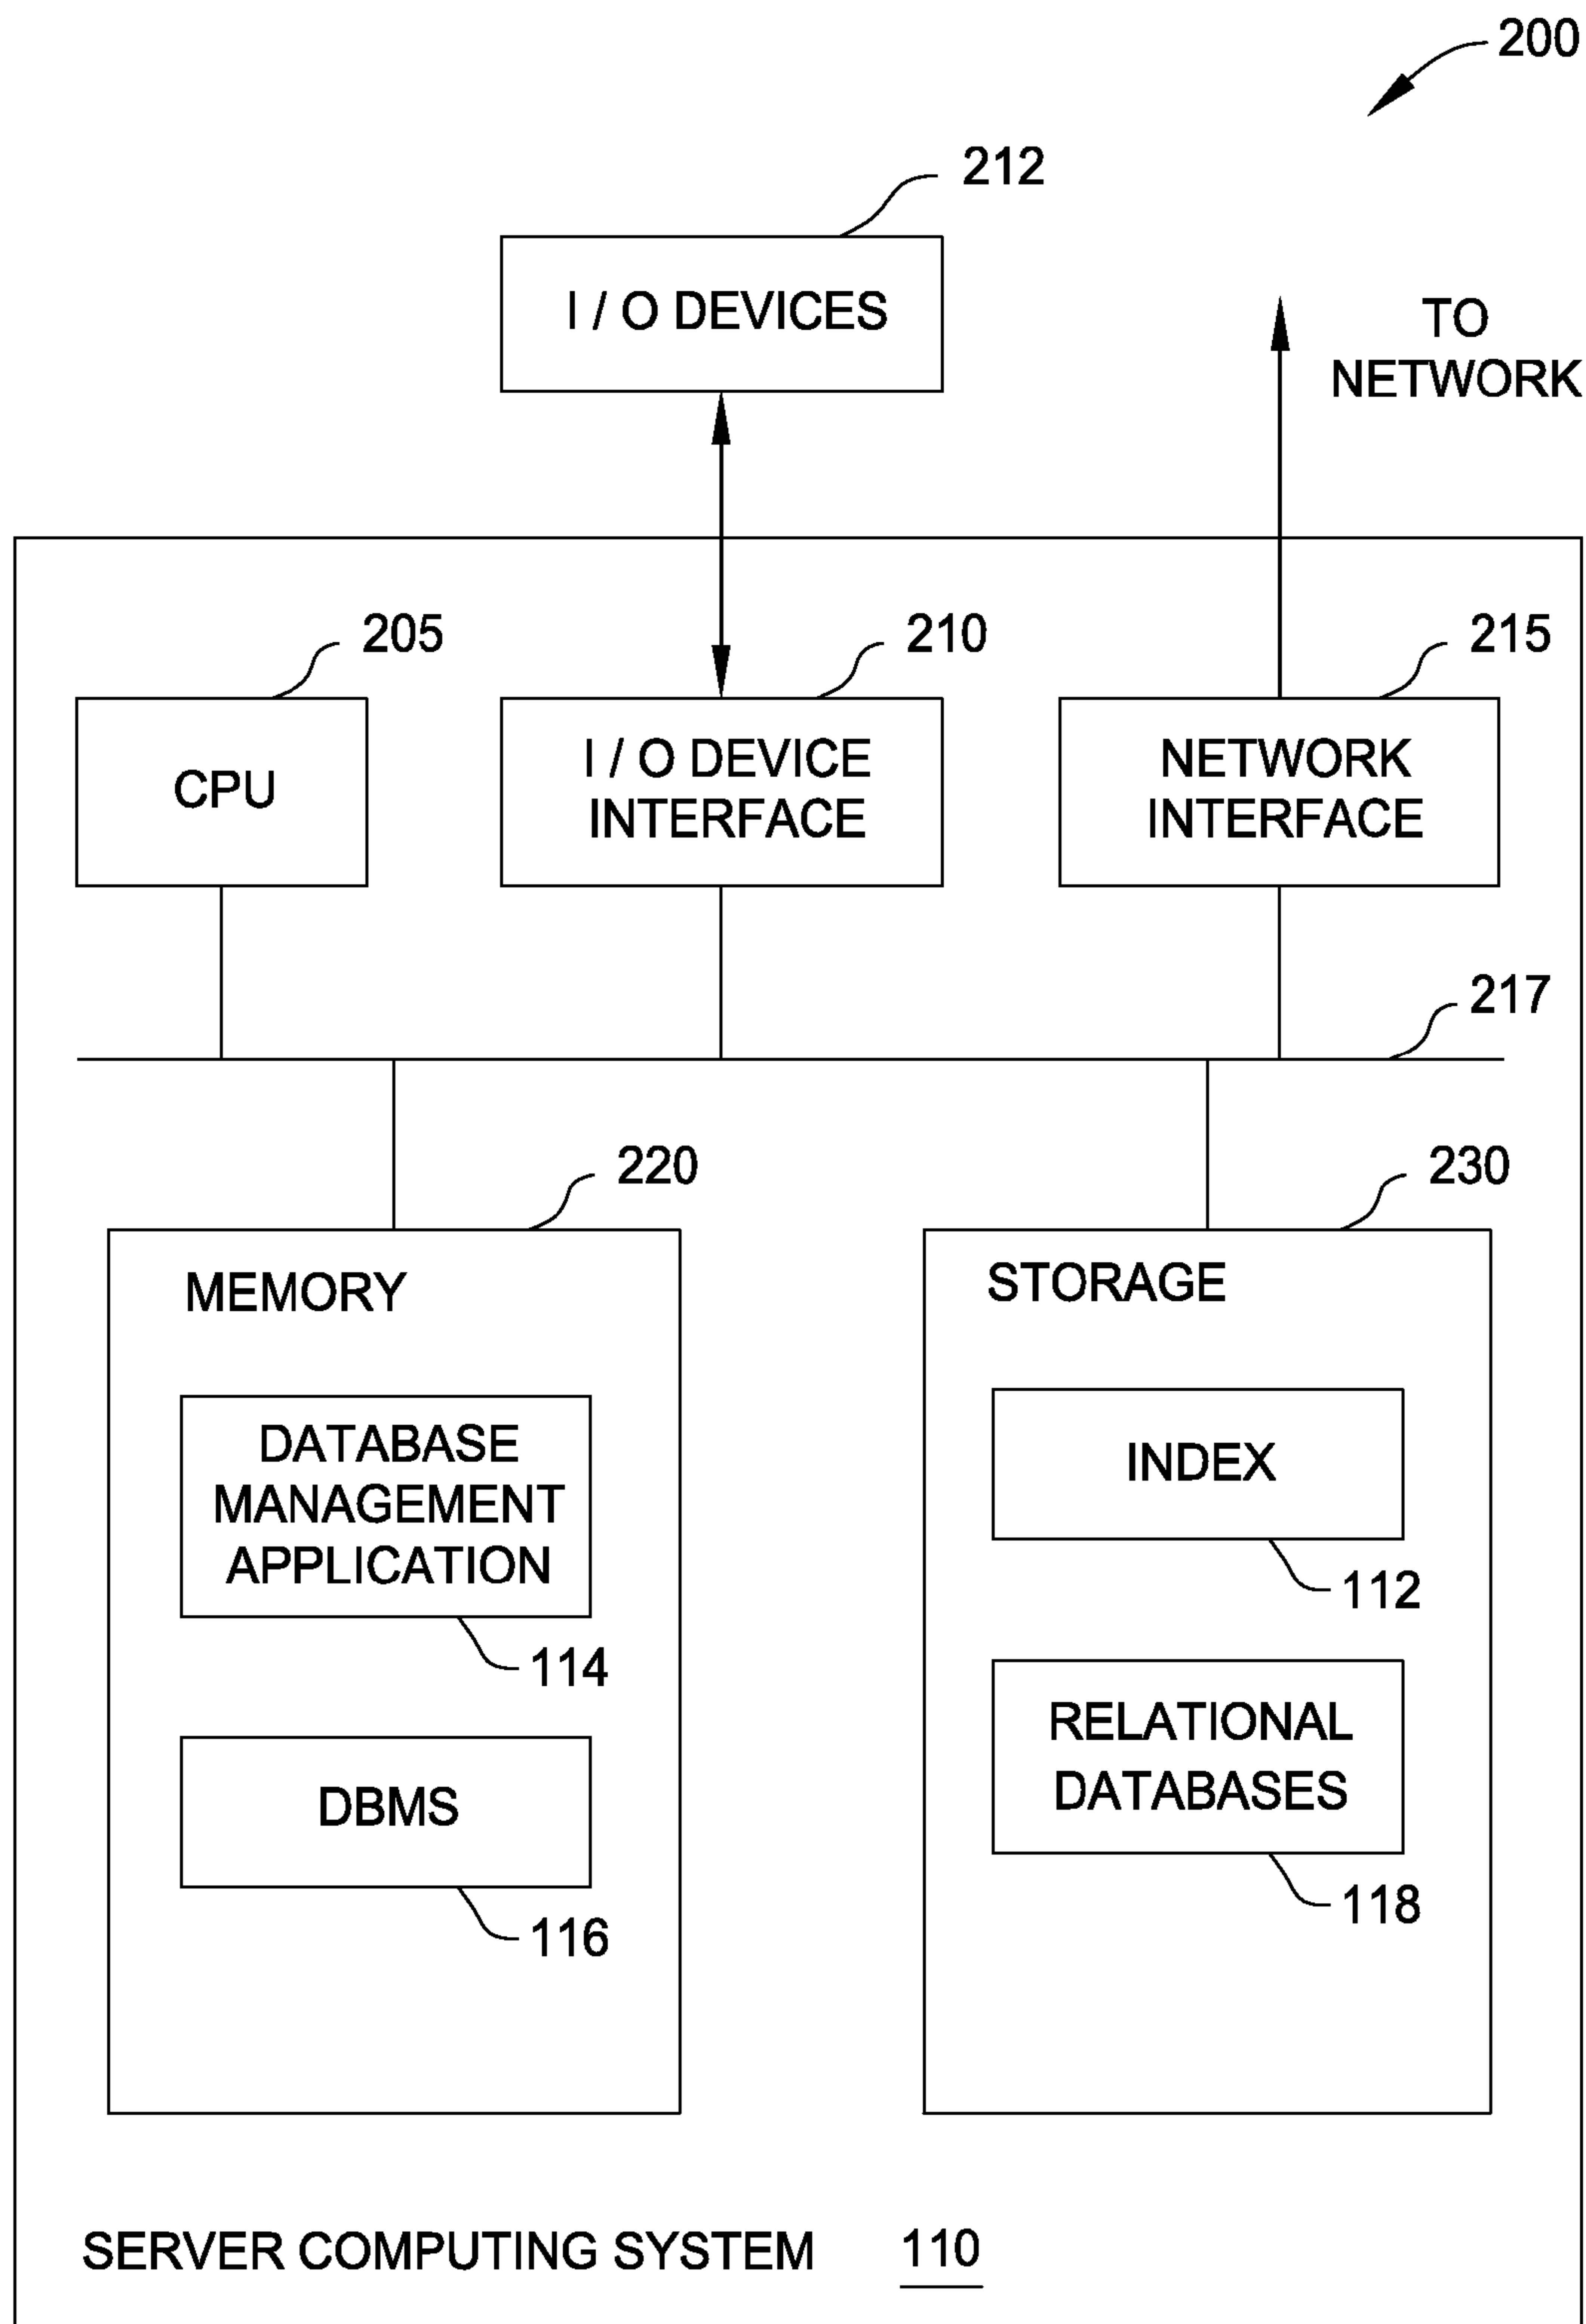 200
212
I / O DEVICES
TO
NETWORK
205
210
215
CPU
I / O DEVICE
INTERFACE
NETWORK
INTERFACE
217
220
230
MEMORY
STORAGE
DATABASE
MANAGEMENT
APPLICATION
114
INDEX
112
DBMS
116
RELATIONAL
DATABASES
118
SERVER COMPUTING SYSTEM 110